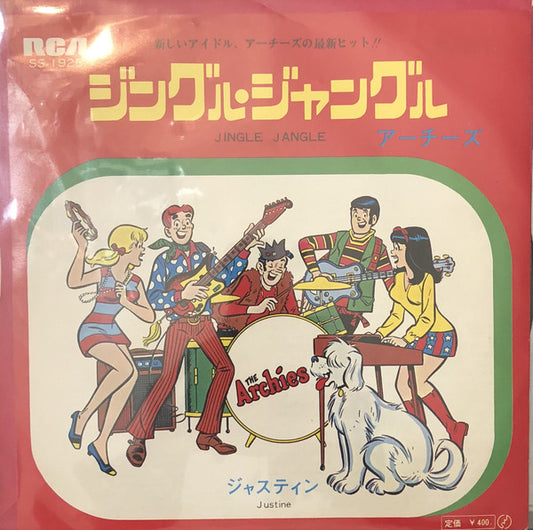 RCA
SS-1925
新しいアイドル、アーチーズの最新ヒット!!
ジングル・ジャングル
JINGLE JANGLE
アーチーズ
THE
Archies
ジャスティン
Justine
定価 ¥400.